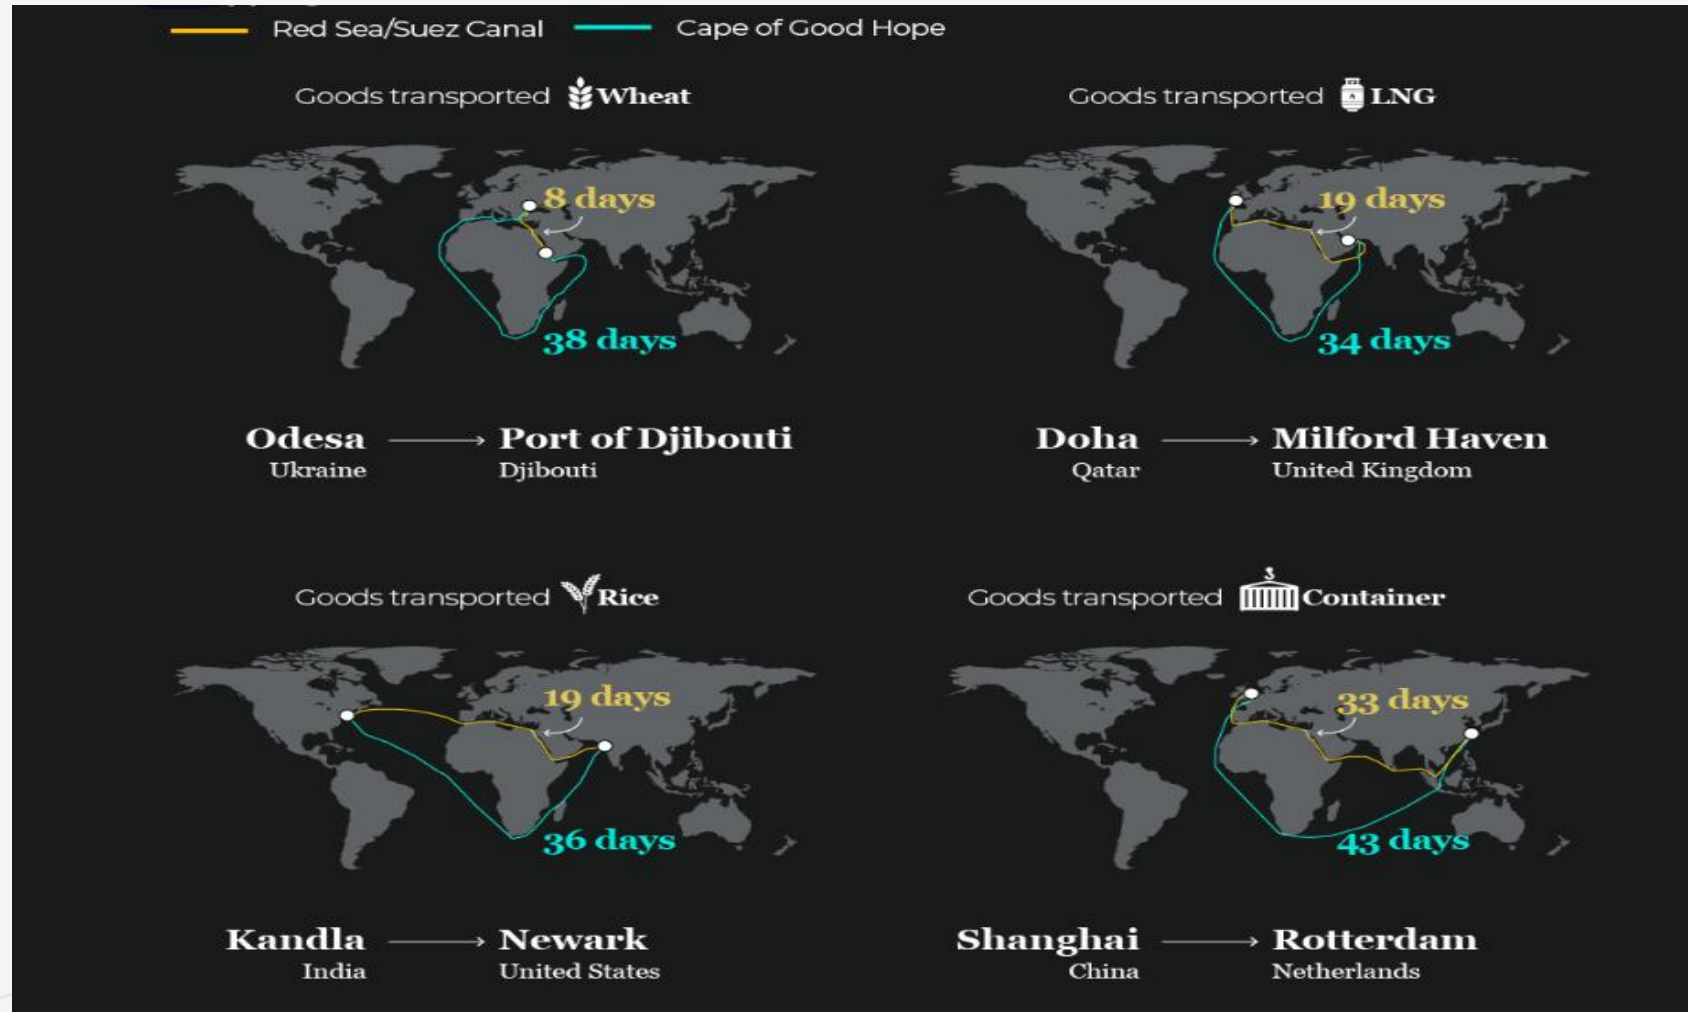 Red Sea/Suez Canal
Cape of Good Hope
Goods transported Wheat
8 days
38 days
Odesa
Ukraine
Port of Djibouti
Djibouti
Goods transported LNG
19 days
34 days
Doha
Qatar
Milford Haven
United Kingdom
Goods transported Rice
19 days
36 days
Kandla
India
Newark
United States
Goods transported Container
33 days
43 days
Shanghai
China
Rotterdam
Netherlands